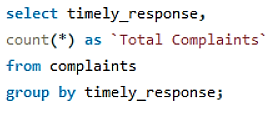 select timely_response,
count(*) as `Total Complaints`
from complaints
group by timely_response;